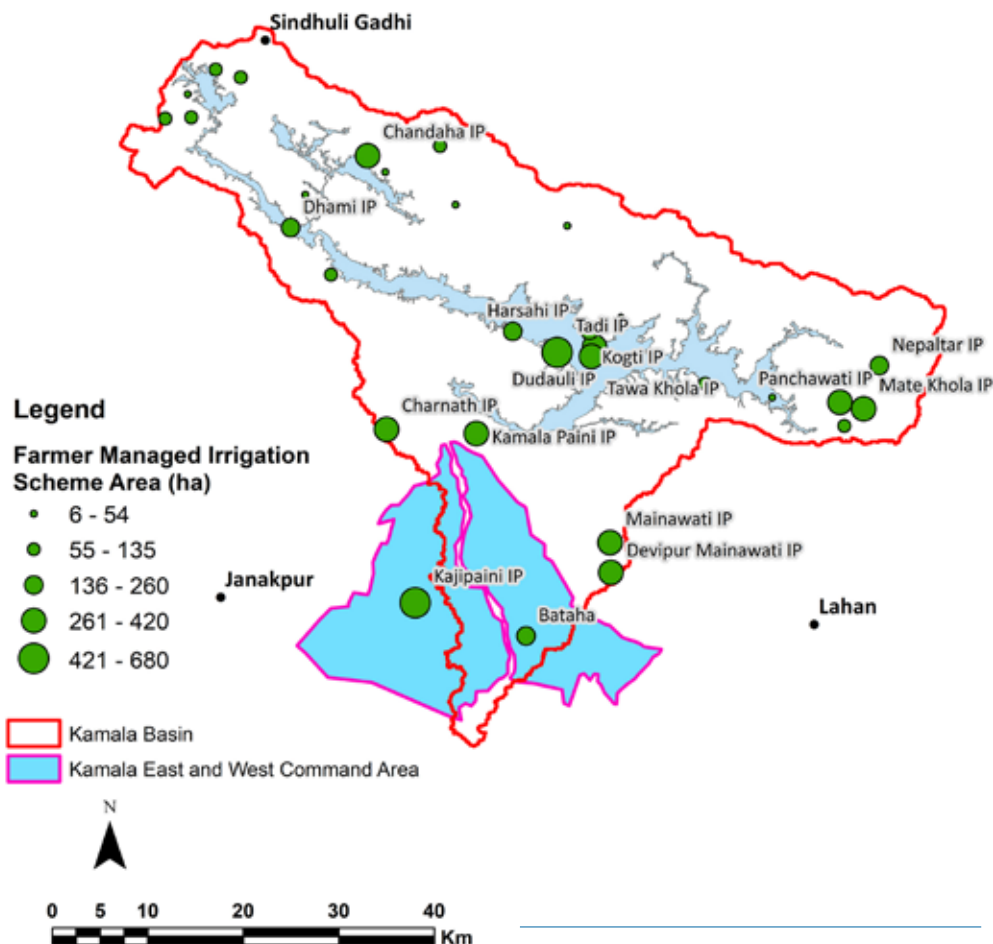 Sindhuli Gadhi
Chandaha IP
Dhami IP
Harsahi IP
Tadi IP
Kogti IP
Dudauli IP
Tawa Khola IP
Nepaltar IP
Panchawati IP
Mate Khola IP
Charnath IP
Kamala Paini IP
Mainawati IP
Devipur Mainawati IP
Kajipaini IP
Bataha
Janakpur
Lahan
Legend
Farmer Managed Irrigation
Scheme Area (ha)
6 - 54
55 - 135
136 - 260
261 - 420
421 - 680
Kamala Basin
Kamala East and West Command Area
N
0 5 10 20 30 40
Km